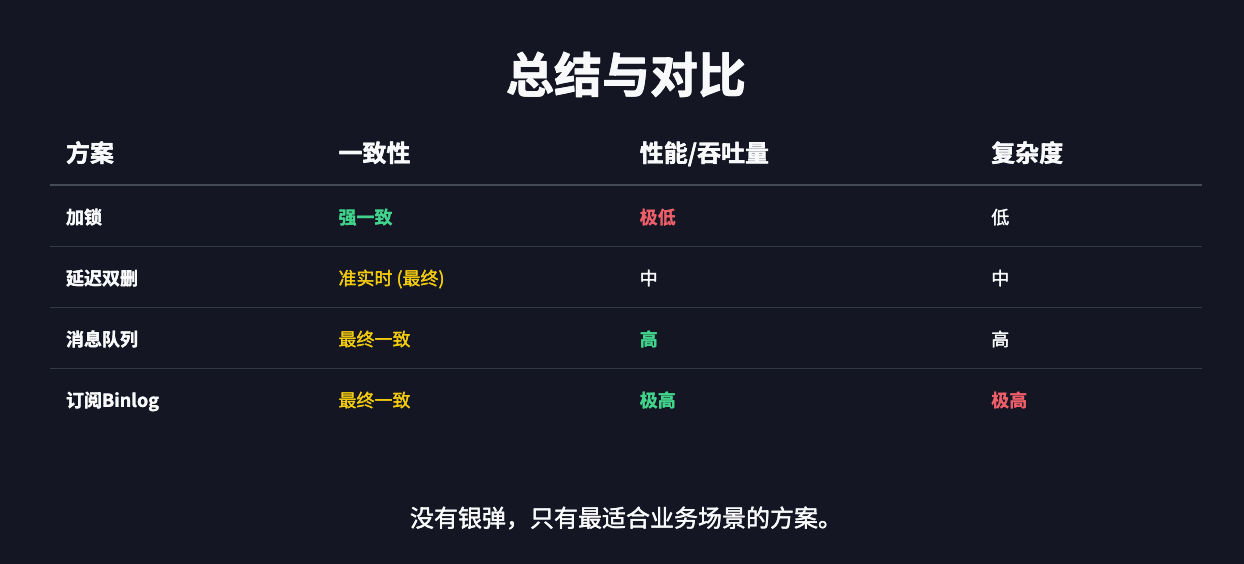 总结与对比
方案 一致性 性能/吞吐量 复杂度
加锁 强一致 极低 低
延迟双删 准实时 (最终) 中 中
消息队列 最终一致 高 高
订阅Binlog 最终一致 极高 极高
没有银弹，只有最适合业务场景的方案。